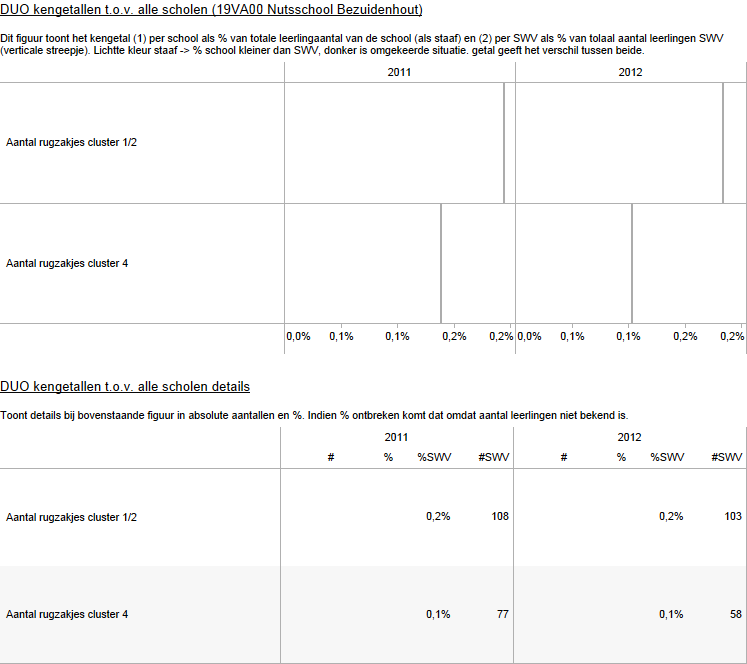 DUO kengetallen t.o.v. alle scholen (19VA00 Nutsschool Bezuidenhout)
Dit figuur toont het kengetal (1) per school als % van totale leerlingaantal van de school (als staaf) en (2) per SWV als % van tolaal aantal leerlingen SWV
(verticale streepje). Lichtte kleur staaf -> % school kleiner dan SWV, donker is omgekeerde situatie. getal geeft het verschil tussen beide.
2011 2012
Aantal rugzakjes cluster 1/2
Aantal rugzakjes cluster 4
0,0% 0,1% 0,1% 0,2% 0,2% 0,0% 0,1% 0,1% 0,2% 0,2%
DUO kengetallen t.o.v. alle scholen details
Toont details bij bovenstaande figuur in absolute aantallen en %. Indien % ontbreken komt dat omdat aantal leerlingen niet bekend is.
2011 2012
# % %SWV #SWV # % %SWV #SWV
Aantal rugzakjes cluster 1/2 0,2% 108 0,2% 103
Aantal rugzakjes cluster 4 0,1% 77 0,1% 58